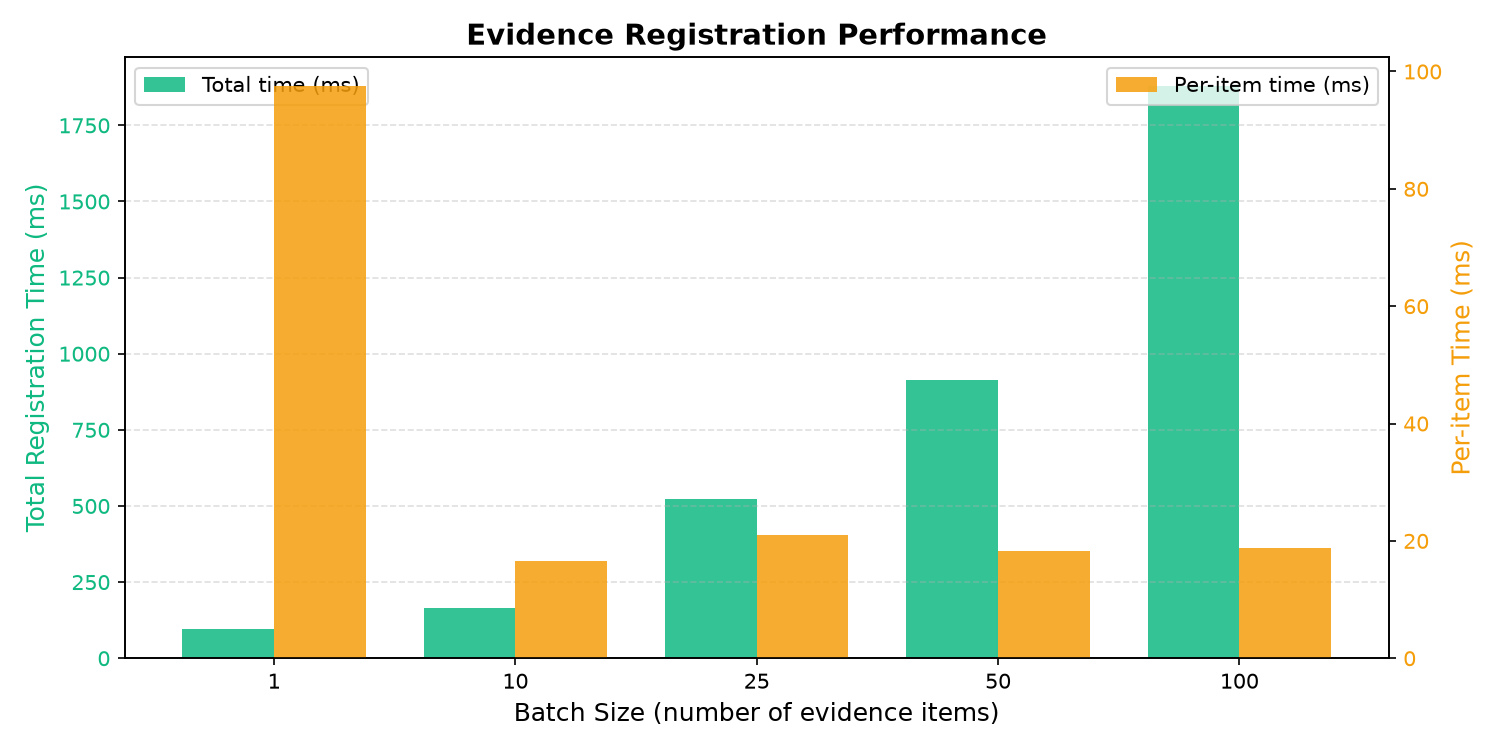 Evidence Registration Performance
Total time (ms)
Per-item time (ms)
Total Registration Time (ms)
1750
1500
1250
1000
750
500
250
0
100
80
60
40
20
0
Per-item Time (ms)
1 10 25 50 100
Batch Size (number of evidence items)